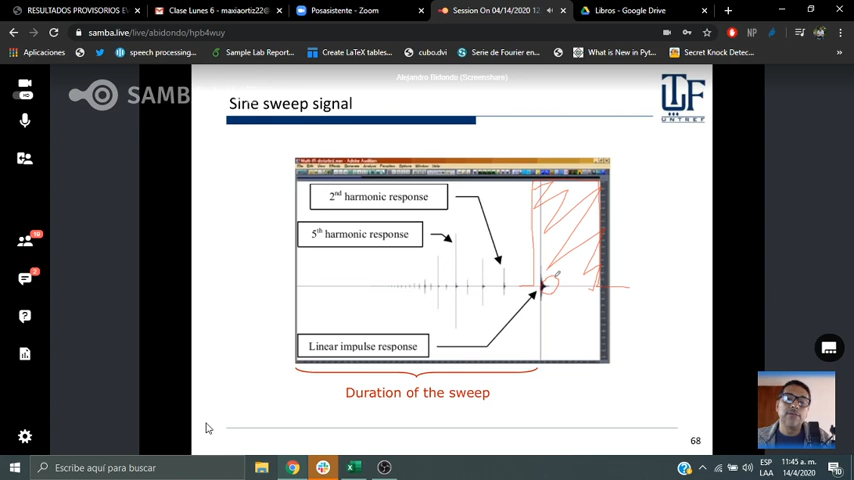 RESULTADOS PROVISORIOS E
Clase Lunes 6 - maxiaortiz22@
Posasistente - Zoom
Session On 04/14/2020 12
Libros - Google Drive
samba.live/live/abidondo/hpb4wuy
Aplicaciones
speech processing...
Sample Lab Report...
Create LaTeX tables...
cubo.dvi
Serie de Fourier en...
What is New in Pyt...
Secret Knock Detec...
Alejandro Bidondo (Screenshare)
SAMB
Sine sweep signal
UNTREF
2nd harmonic response
5th harmonic response
Linear impulse response
Duration of the sweep
68
Escribe aquí para buscar
ESP
LAA
11:45 a. m.
14/4/2020
10